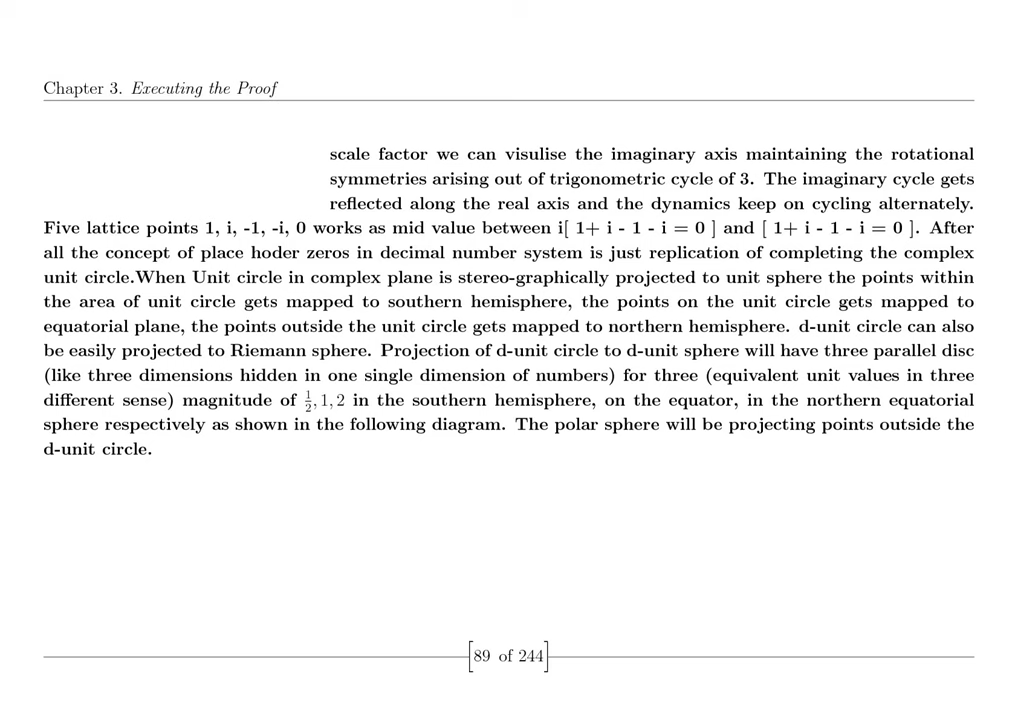 Chapter 3. Executing the Proof
scale factor we can visulise the imaginary axis maintaining the rotational
symmetries arising out of trigonometric cycle of 3. The imaginary cycle gets
reflected along the real axis and the dynamics keep on cycling alternately.
Five lattice points 1, i, -1, -i, 0 works as mid value between i[ 1+ i - 1 - i = 0 ] and [ 1+ i - 1 - i = 0 ]. After
all the concept of place hoder zeros in decimal number system is just replication of completing the complex
unit circle.When Unit circle in complex plane is stereo-graphically projected to unit sphere the points within
the area of unit circle gets mapped to southern hemisphere, the points on the unit circle gets mapped to
equatorial plane, the points outside the unit circle gets mapped to northern hemisphere. d-unit circle can also
be easily projected to Riemann sphere. Projection of d-unit circle to d-unit sphere will have three parallel disc
(like three dimensions hidden in one single dimension of numbers) for three (equivalent unit values in three
different sense) magnitude of 1/2, 1, 2 in the southern hemisphere, on the equator, in the northern equatorial
sphere respectively as shown in the following diagram. The polar sphere will be projecting points outside the
d-unit circle.
[89 of 244]